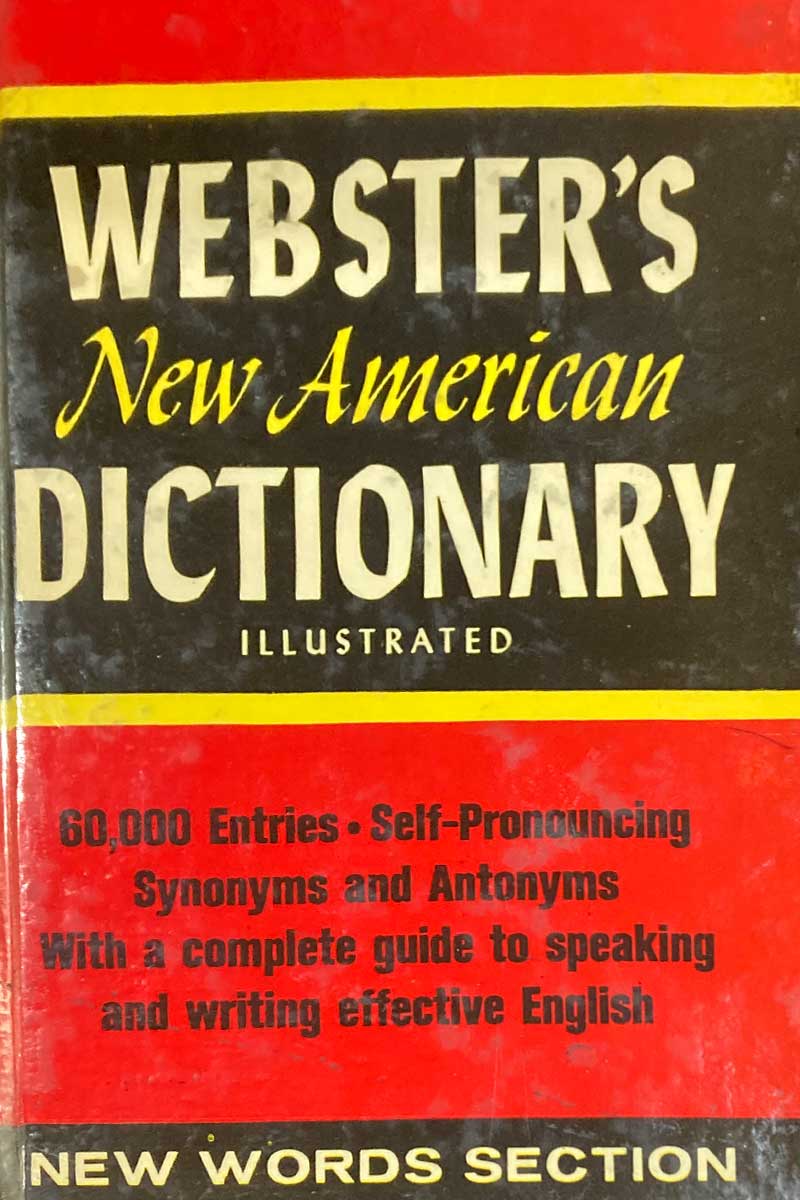 WEBSTER'S
New American
DICTIONARY
ILLUSTRATED
60,000 Entries • Self-Pronouncing
Synonyms and Antonyms
With a complete guide to speaking
and writing effective English
NEW WORDS SECTION